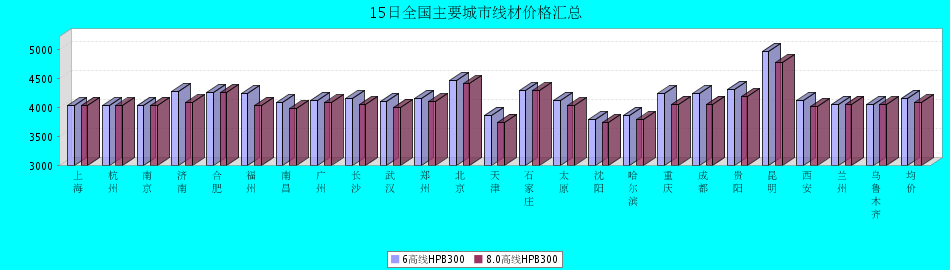 15日全国主要城市线材价格汇总
5000
4500
4000
3500
3000
上海
杭州
南京
济南
合肥
福州
南昌
广州
长沙
武汉
郑州
北京
天津
石家庄
太原
沈阳
哈尔滨
重庆
成都
贵阳
昆明
西安
兰州
乌鲁木齐
均价
6高线HPB300
8.0高线HPB300